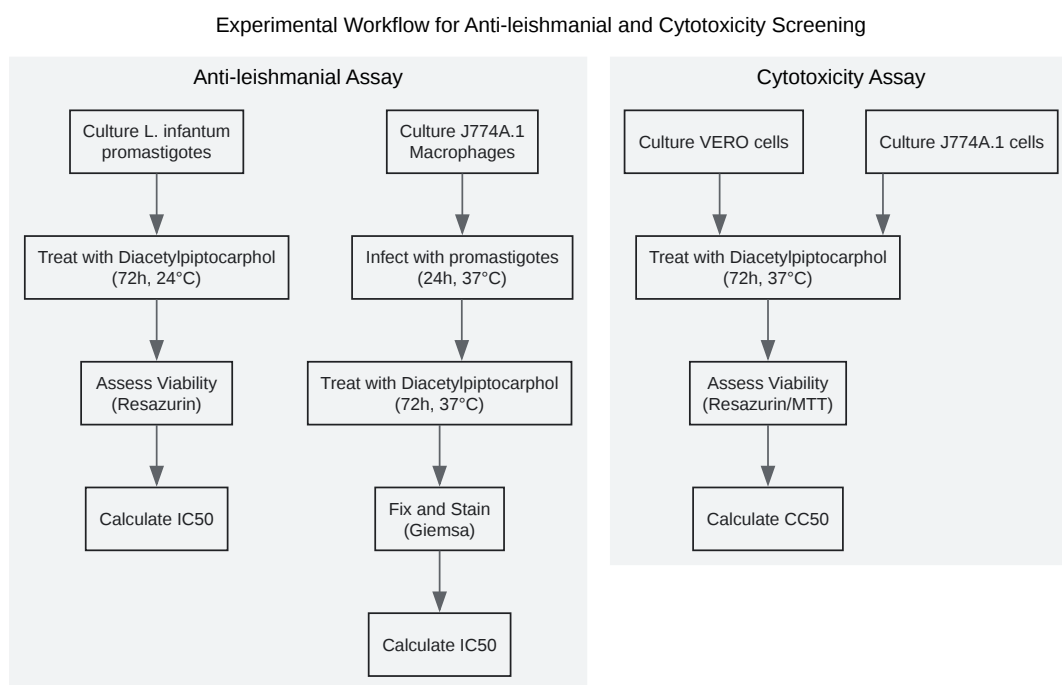 Experimental Workflow for Anti-leishmanial and Cytotoxicity Screening
Anti-leishmanial Assay
Culture L. infantum
promastigotes
Treat with Diacetylpiptocarphol
(72h, 24°C)
Assess Viability
(Resazurin)
Calculate IC50
Culture J774A.1
Macrophages
Infect with promastigotes
(24h, 37°C)
Treat with Diacetylpiptocarphol
(72h, 37°C)
Fix and Stain
(Giemsa)
Calculate IC50
Cytotoxicity Assay
Culture VERO cells
Culture J774A.1 cells
Treat with Diacetylpiptocarphol
(72h, 37°C)
Assess Viability
(Resazurin/MTT)
Calculate CC50